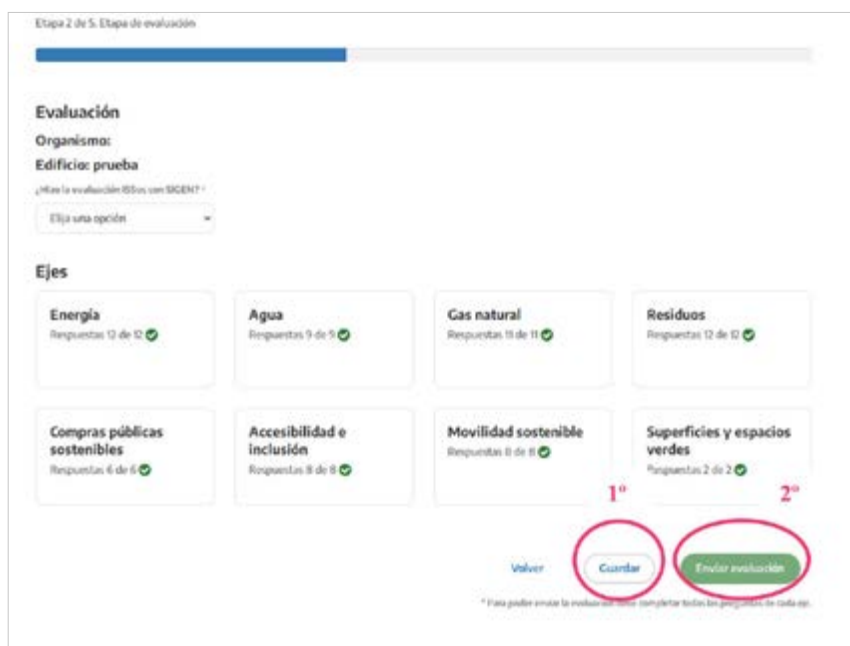 Etapa 2 de 5. Etapa de evaluación
Evaluación
Organismo:
Edificio: prueba
¿Hizo la evaluación ISSos con SIGEN? *
Elija una opción
Ejes
Energía
Respuestas 12 de 12
Agua
Respuestas 9 de 9
Gas natural
Respuestas 11 de 11
Residuos
Respuestas 12 de 12
Compras públicas
sostenibles
Respuestas 6 de 6
Accesibilidad e
inclusión
Respuestas 8 de 8
Movilidad sostenible
Respuestas 8 de 8
Superficies y espacios
verdes
Respuestas 2 de 2
1º
2º
Volver
Guardar
Enviar evaluación
* Para poder enviar la evaluación debe completar todas las preguntas de cada eje.